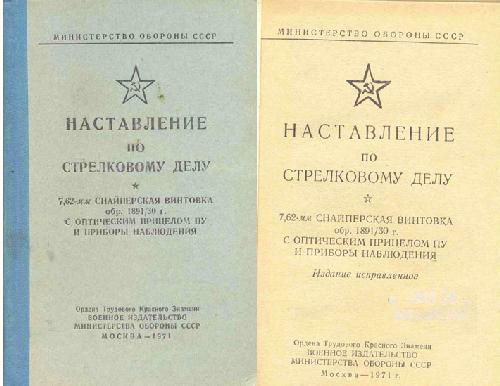 МИНИСТЕРСТВО ОБОРОНЫ СССР
НАСТАВЛЕНИЕ
ПО
СТРЕЛКОВОМУ ДЕЛУ
7,62-мм СНАЙПЕРСКАЯ ВИНТОВКА
обр. 1891/30 г.
С ОПТИЧЕСКИМ ПРИЦЕЛОМ ПУ
И ПРИБОРЫ НАБЛЮДЕНИЯ
Ордена Трудового Красного Знамени
ВОЕННОЕ ИЗДАТЕЛЬСТВО
МИНИСТЕРСТВА ОБОРОНЫ СССР
МОСКВА—1971
МИНИСТЕРСТВО ОБОРОНЫ СССР
НАСТАВЛЕНИЕ
ПО
СТРЕЛКОВОМУ ДЕЛУ
7,62-мм СНАЙПЕРСКАЯ ВИНТОВКА
обр. 1891/30 г.
С ОПТИЧЕСКИМ ПРИЦЕЛОМ ПУ
И ПРИБОРЫ НАБЛЮДЕНИЯ
Издание исправленное
Ордена Трудового Красного Знамени
ВОЕННОЕ ИЗДАТЕЛЬСТВО
МИНИСТЕРСТВА ОБОРОНЫ СССР
Москва—1971 г.